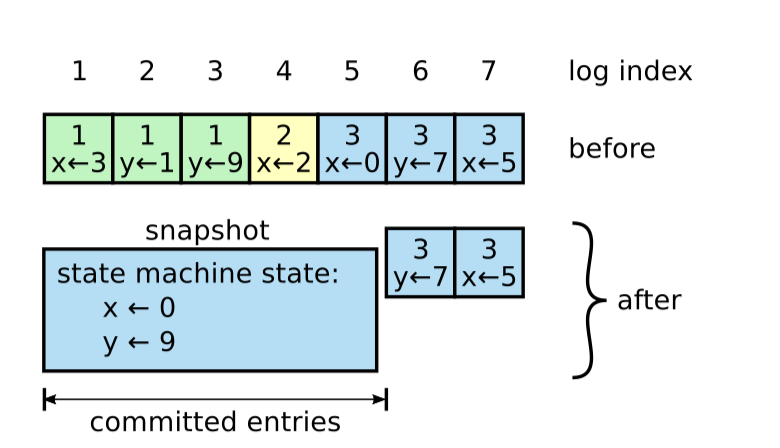 1 2 3 4 5 6 7 log index
1 1 1 2 3 3 3
x←3 y←1 y←9 x←2 x←0 y←7 x←5
before
snapshot
3 3
y←7 x←5
state machine state:
x ← 0
y ← 9
after
committed entries